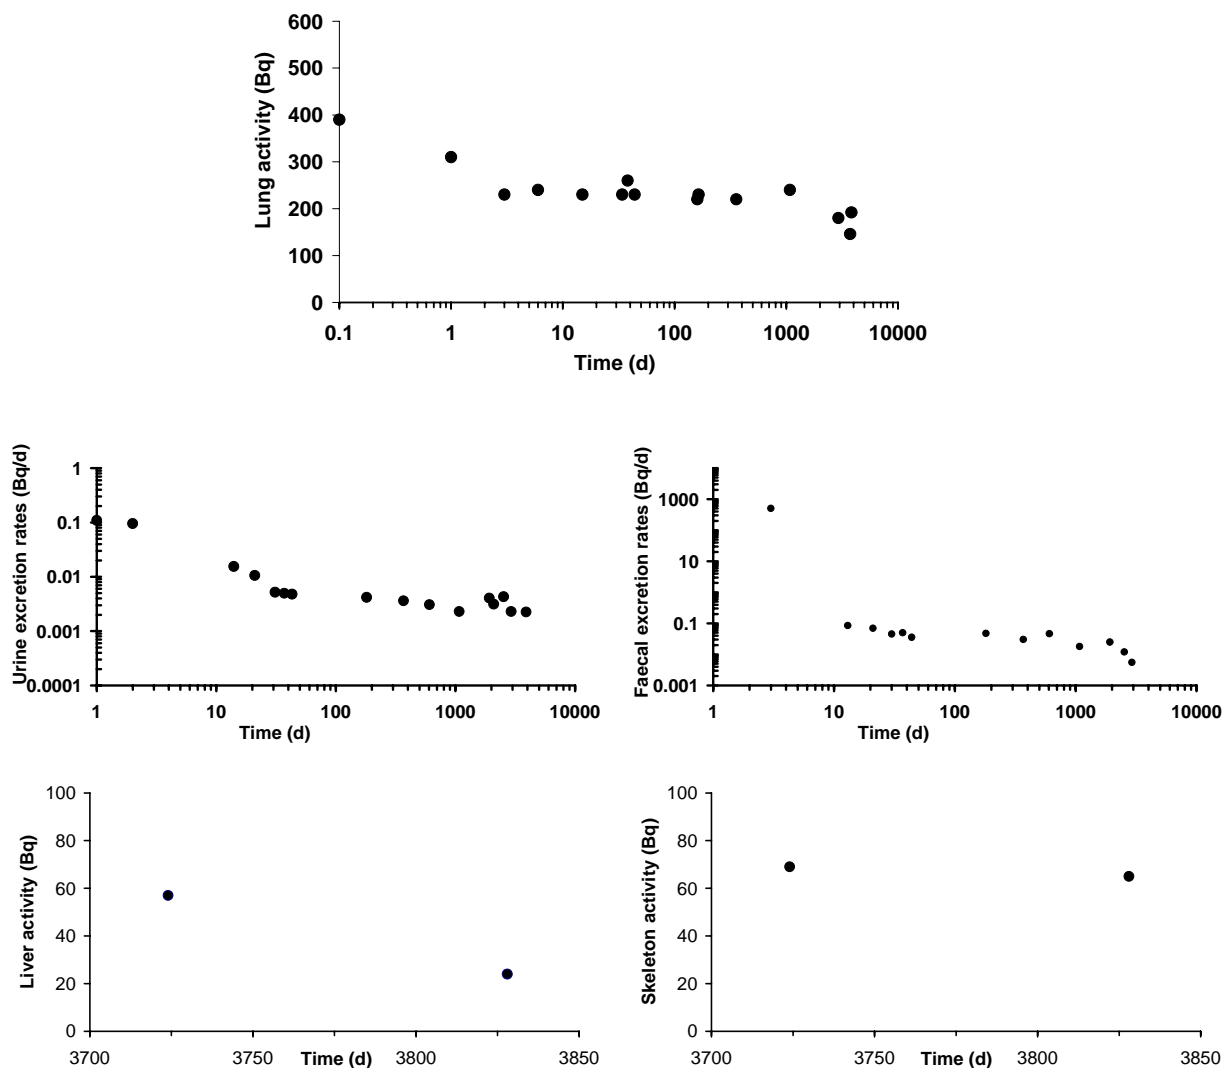 600
500
400
300
200
100
0
Lung activity (Bq)
0.1 1 10 100 1000 10000
Time (d)
1
0.1
0.01
0.001
0.0001
Urine excretion rates (Bq/d)
1 10 100 1000 10000
Time (d)
1000
10
0.1
0.001
Faecal excretion rates (Bq/d)
1 10 100 1000 10000
Time (d)
100
80
60
40
20
0
Liver activity (Bq)
3700 3750 Time (d) 3800 3850
100
80
60
40
20
0
Skeleton activity (Bq)
3700 3750 Time (d) 3800 3850